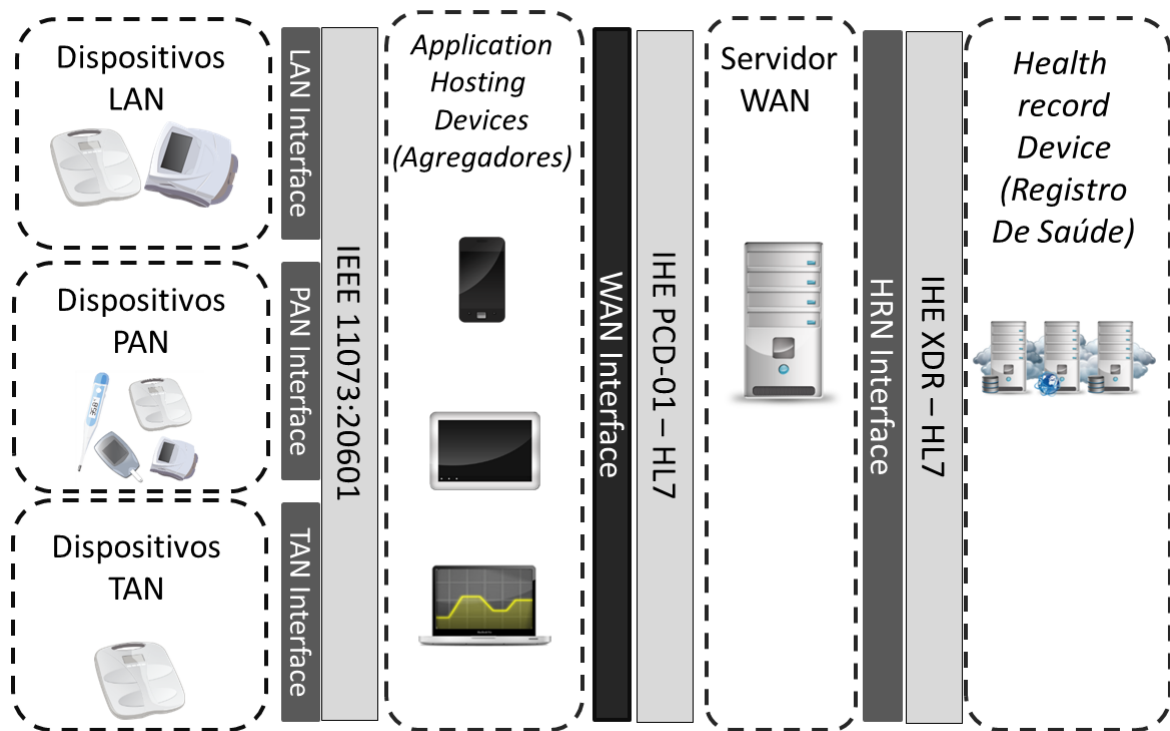 Dispositivos
LAN
LAN Interface
Dispositivos
PAN
PAN Interface
Dispositivos
TAN
TAN Interface
IEEE 11073:20601
Application
Hosting
Devices
(Agregadores)
WAN Interface
IHE PCD-01 – HL7
Servidor
WAN
HRN Interface
IHE XDR – HL7
Health
record
Device
(Registro
De Saúde)